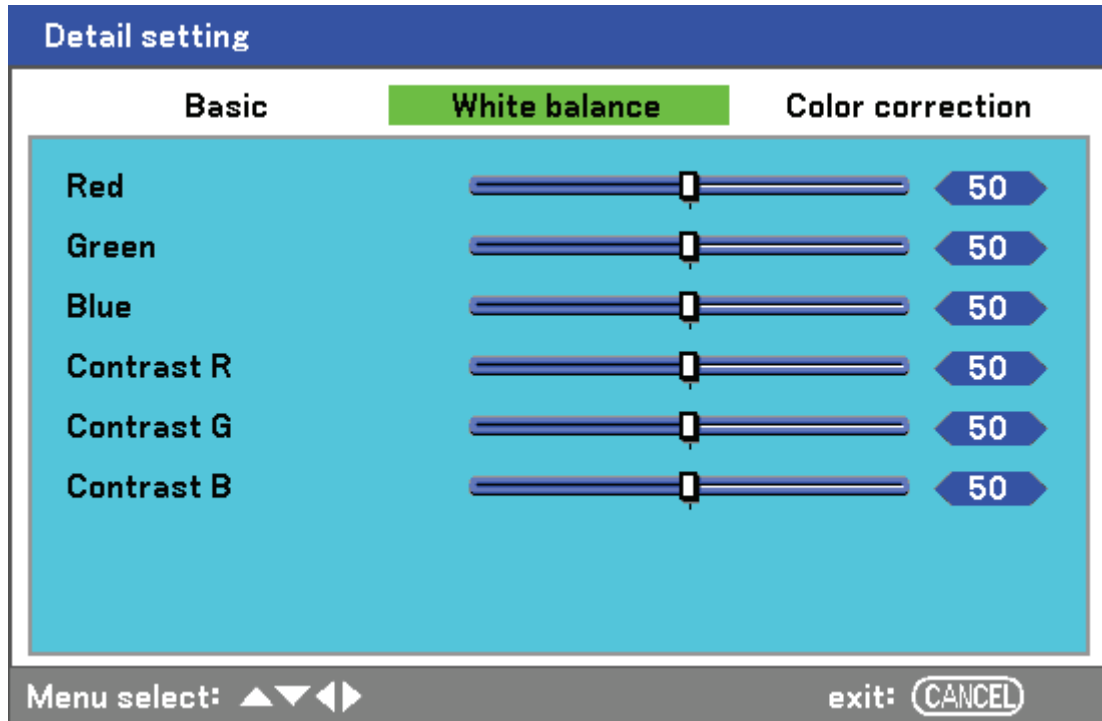 Detail setting
Basic White balance Color correction
Red 50
Green 50
Blue 50
Contrast R 50
Contrast G 50
Contrast B 50
Menu select: ▲▼◀▶ exit: CANCEL